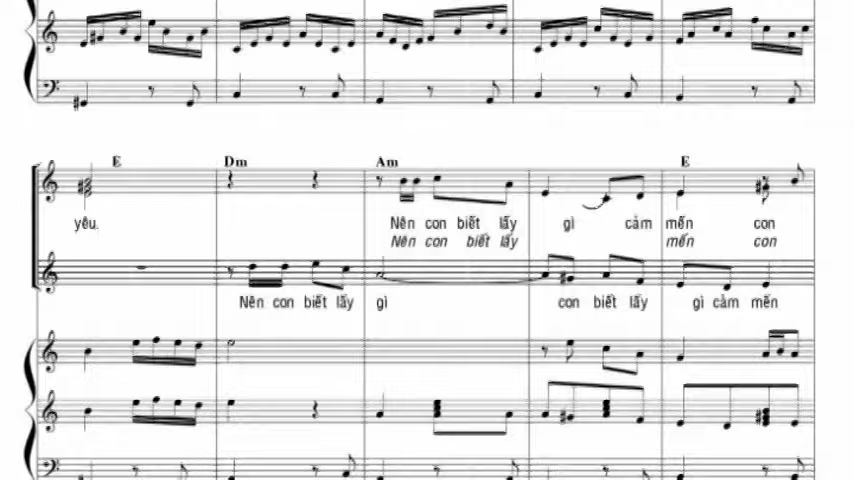 E Dm Am E
yêu. Nên con biết lấy gì cảm mến con
Nên con biết lấy mến con
Nên con biết lấy gì con biết lấy gì cảm mến